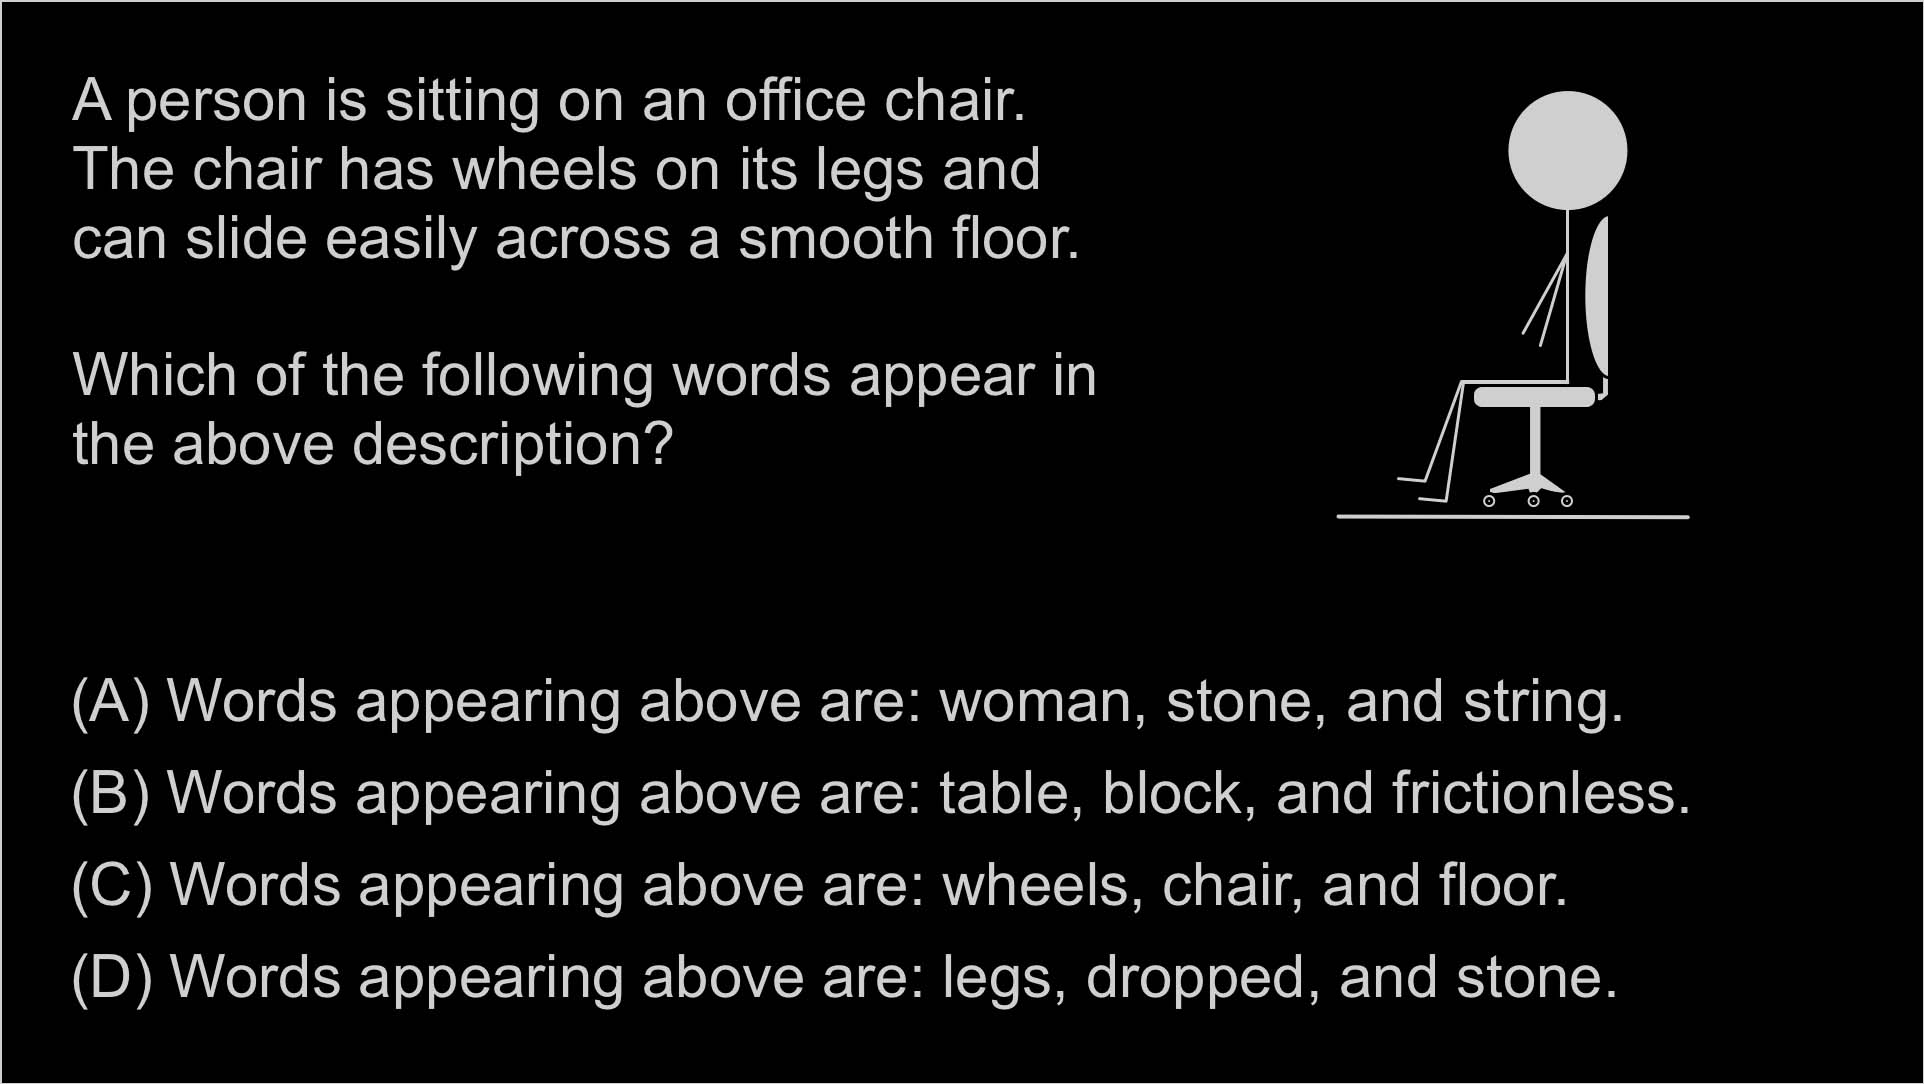 A person is sitting on an office chair.
The chair has wheels on its legs and
can slide easily across a smooth floor.
Which of the following words appear in
the above description?
(A) Words appearing above are: woman, stone, and string.
(B) Words appearing above are: table, block, and frictionless.
(C) Words appearing above are: wheels, chair, and floor.
(D) Words appearing above are: legs, dropped, and stone.